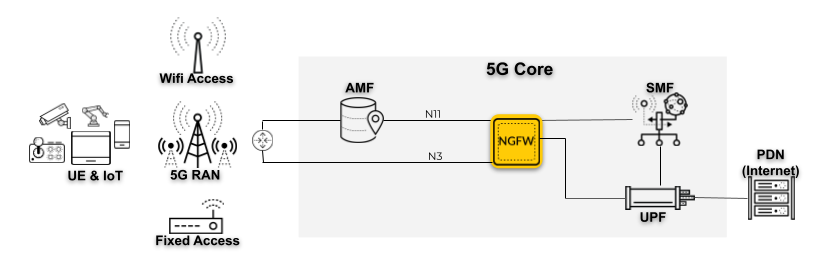 Wifi Access
5G Core
AMF
SMF
N11
NGFW
N3
UE & IoT
5G RAN
PDN
(Internet)
UPF
Fixed Access